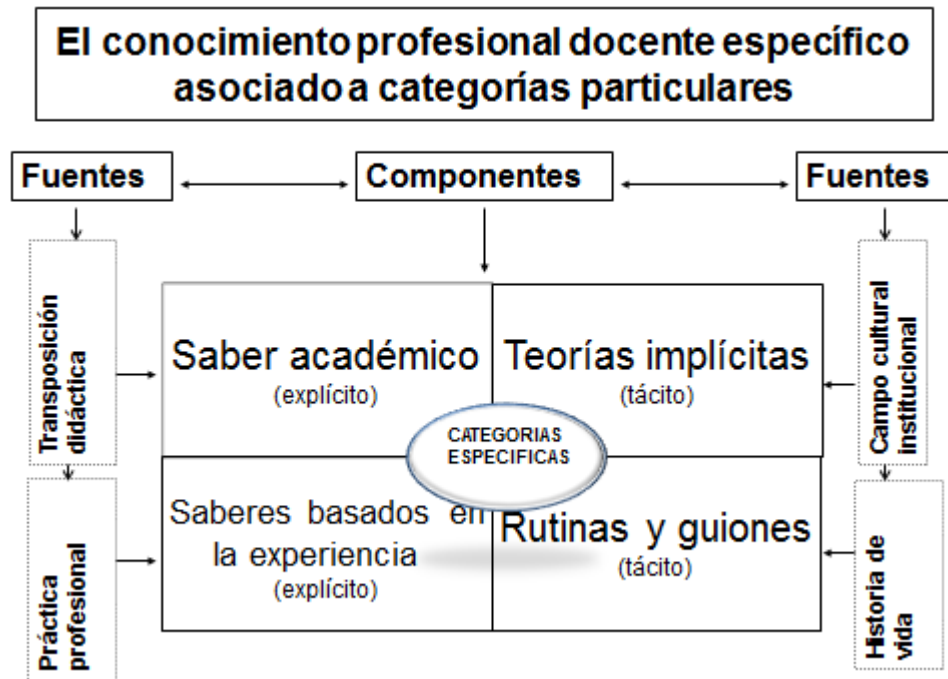 El conocimiento profesional docente específico
asociado a categorías particulares
Fuentes
Componentes
Fuentes
Transposición
didáctica
Saber académico
(explícito)
Teorías implícitas
(tácito)
Campo cultural
institucional
CATEGORIAS
ESPECIFICAS
Práctica
profesional
Saberes basados en
la experiencia
(explícito)
Rutinas y guiones
(tácito)
Historia de
vida